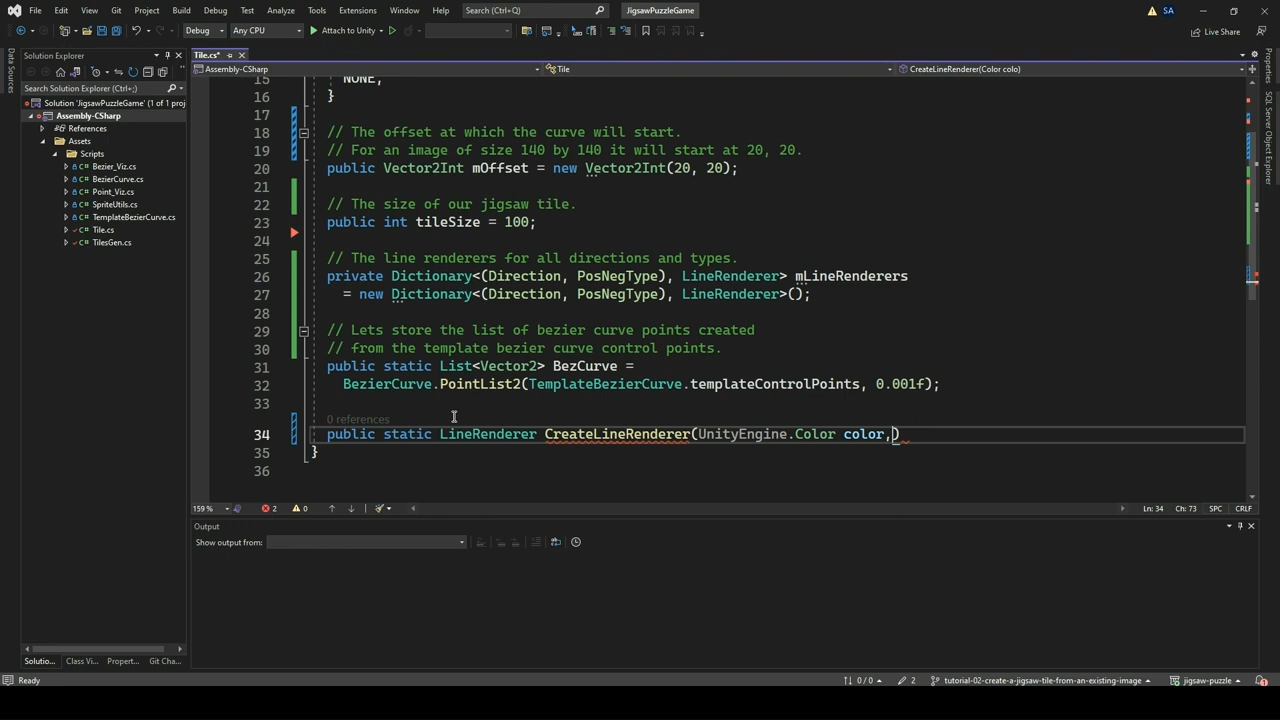 File Edit View Git Project Build Debug Test Analyze Tools Extensions Window Help Search (Ctrl+Q) JigsawPuzzleGame SA
Debug Any CPU Attach to Unity Live Share
Data Sources
Solution Explorer
Search Solution Explorer (Ctrl+;)
Solution 'JigsawPuzzleGame' (1 of 1 proj
Assembly-CSharp
References
Assets
Scripts
Bezier_Viz.cs
BezierCurve.cs
Point_Viz.cs
SpriteUtils.cs
TemplateBezierCurve.cs
Tile.cs
TilesGen.cs
Solutio... Class Vi... Propert... Git Cha...
Tile.cs*
Assembly-CSharp Tile CreateLineRenderer(Color colo)
15 NONE,
16 }
17
18 // The offset at which the curve will start.
19 // For an image of size 140 by 140 it will start at 20, 20.
20 public Vector2Int mOffset = new Vector2Int(20, 20);
21
22 // The size of our jigsaw tile.
23 public int tileSize = 100;
24
25 // The line renderers for all directions and types.
26 private Dictionary<(Direction, PosNegType), LineRenderer> mLineRenderers
27 = new Dictionary<(Direction, PosNegType), LineRenderer>();
28
29 // Lets store the list of bezier curve points created
30 // from the template bezier curve control points.
31 public static List<Vector2> BezCurve =
32 BezierCurve.PointList2(TemplateBezierCurve.templateControlPoints, 0.001f);
33
0 references
34 public static LineRenderer CreateLineRenderer(UnityEngine.Color color,)
35 }
36
159 % 2 0 Ln: 34 Ch: 73 SPC CRLF
Output
Show output from:
Properties
SQL Server Object Explorer
Ready 0 / 0 2 tutorial-02-create-a-jigsaw-tile-from-an-existing-image jigsaw-puzzle 1